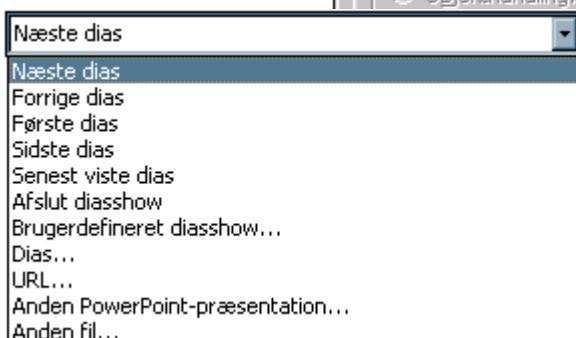 Næste dias
Næste dias
Forrige dias
Første dias
Sidste dias
Senest viste dias
Afslut diasshow
Brugerdefineret diasshow...
Dias...
URL...
Anden PowerPoint-præsentation...
Anden fil...